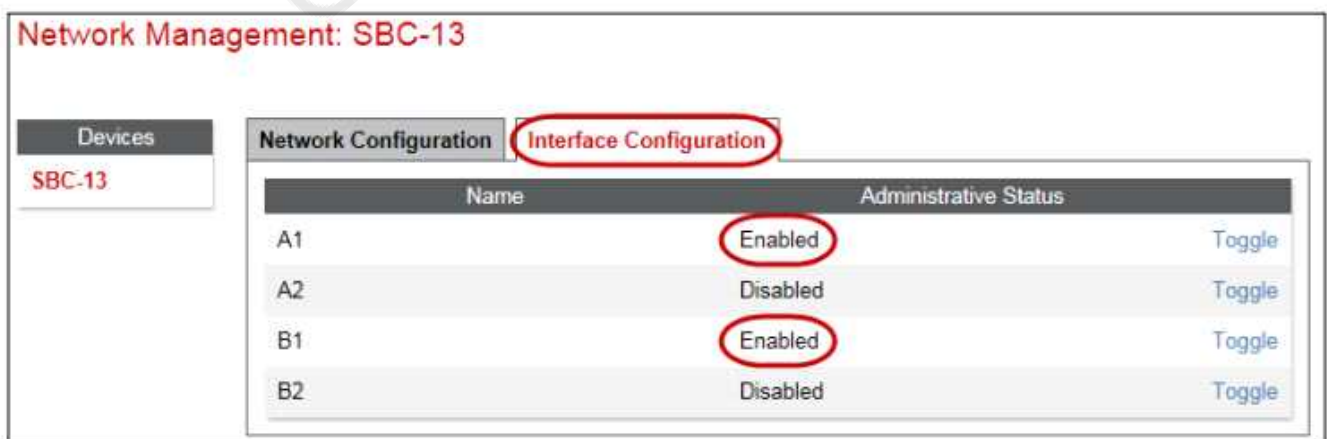 Network Management: SBC-13
Devices
SBC-13
Network Configuration Interface Configuration
Name Administrative Status
A1 Enabled Toggle
A2 Disabled Toggle
B1 Enabled Toggle
B2 Disabled Toggle